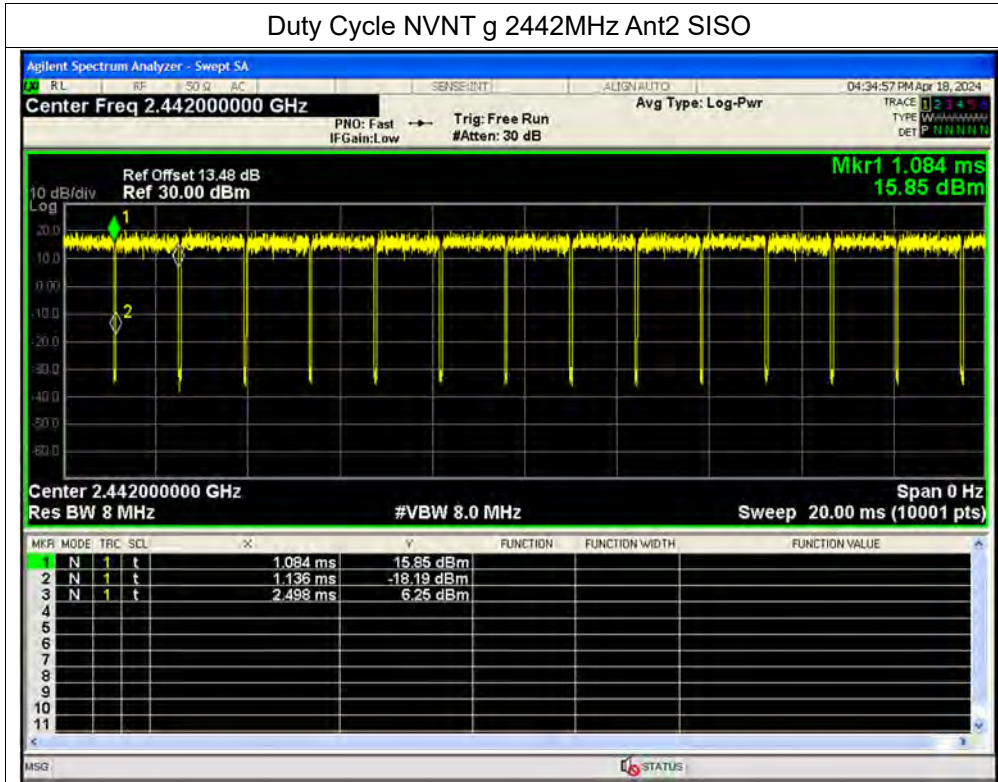 Duty Cycle NVNT g 2442MHz Ant2 SISO
Agilent Spectrum Analyzer - Swept SA
LXI RL RF 50 Ω AC SENSE:INT ALIGN AUTO 04:34:57 PM Apr 18, 2024
Center Freq 2.442000000 GHz Avg Type: Log-Pwr TRACE 1 2 3 4 5 6
PNO: Fast Trig: Free Run TYPE W
IFGain:Low #Atten: 30 dB DET P N N N N N
Mkr1 1.084 ms
Ref Offset 13.48 dB
10 dB/div Ref 30.00 dBm 15.85 dBm
Log
1
20.0
10.0
0.00
-10.0
2
-20.0
-30.0
-40.0
-50.0
-60.0
Center 2.442000000 GHz Span 0 Hz
Res BW 8 MHz #VBW 8.0 MHz Sweep 20.00 ms (10001 pts)
MKR MODE TRC SCL X Y FUNCTION FUNCTION WIDTH FUNCTION VALUE
1 N 1 t 1.084 ms 15.85 dBm
2 N 1 t 1.136 ms -18.19 dBm
3 N 1 t 2.498 ms 6.25 dBm
4
5
6
7
8
9
10
11
MSG STATUS